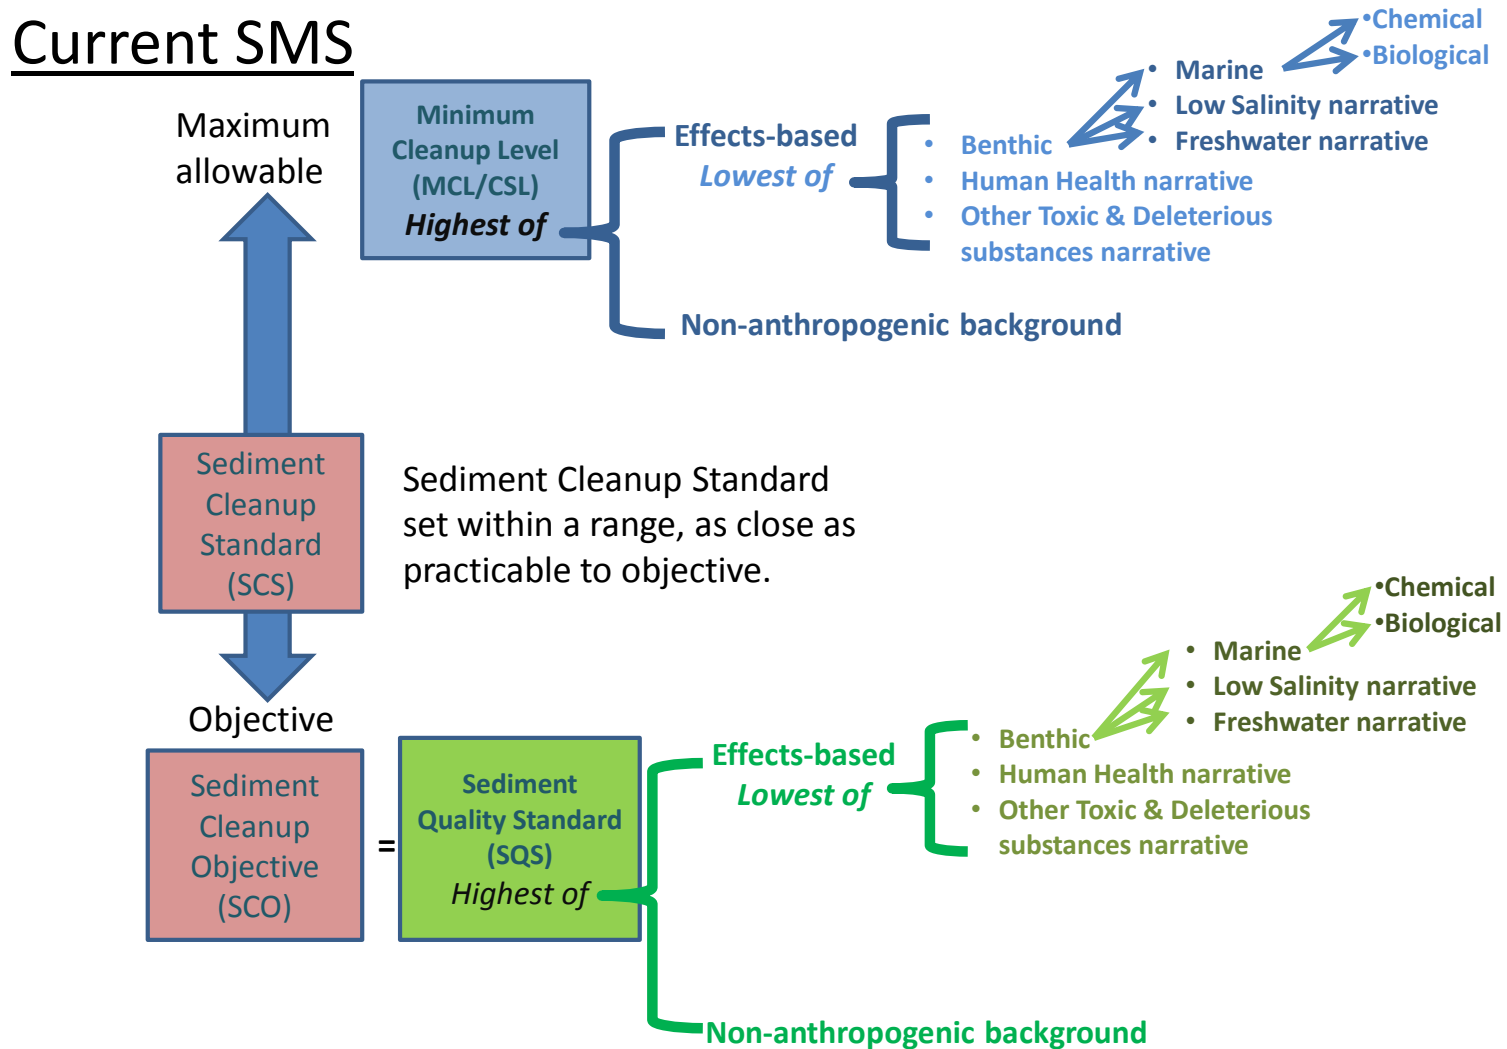 Current SMS
Maximum
allowable
Minimum
Cleanup Level
(MCL/CSL)
Highest of
Effects-based
Lowest of
• Benthic
• Human Health narrative
• Other Toxic & Deleterious
substances narrative
• Marine
• Low Salinity narrative
• Freshwater narrative
•Chemical
•Biological
Non-anthropogenic background
Sediment
Cleanup
Standard
(SCS)
Sediment Cleanup Standard
set within a range, as close as
practicable to objective.
Objective
Sediment
Cleanup
Objective
(SCO)
=
Sediment
Quality Standard
(SQS)
Highest of
Effects-based
Lowest of
• Benthic
• Human Health narrative
• Other Toxic & Deleterious
substances narrative
• Marine
• Low Salinity narrative
• Freshwater narrative
•Chemical
•Biological
Non-anthropogenic background